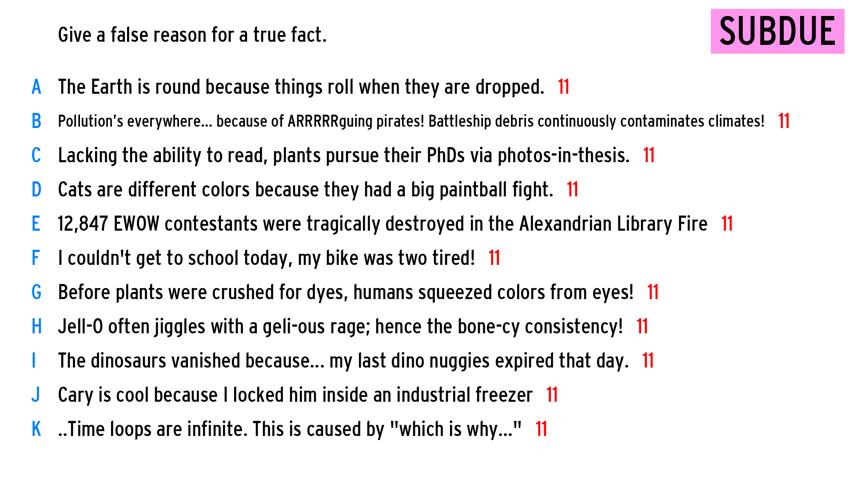 Give a false reason for a true fact.
SUBDUE
A The Earth is round because things roll when they are dropped. 11
B Pollution's everywhere... because of ARRRRRguing pirates! Battleship debris continuously contaminates climates! 11
C Lacking the ability to read, plants pursue their PhDs via photos-in-thesis. 11
D Cats are different colors because they had a big paintball fight. 11
E 12,847 EWOW contestants were tragically destroyed in the Alexandrian Library Fire 11
F I couldn't get to school today, my bike was two tired! 11
G Before plants were crushed for dyes, humans squeezed colors from eyes! 11
H Jell-O often jiggles with a geli-ous rage; hence the bone-cy consistency! 11
I The dinosaurs vanished because... my last dino nuggies expired that day. 11
J Cary is cool because I locked him inside an industrial freezer 11
K ..Time loops are infinite. This is caused by "which is why..." 11